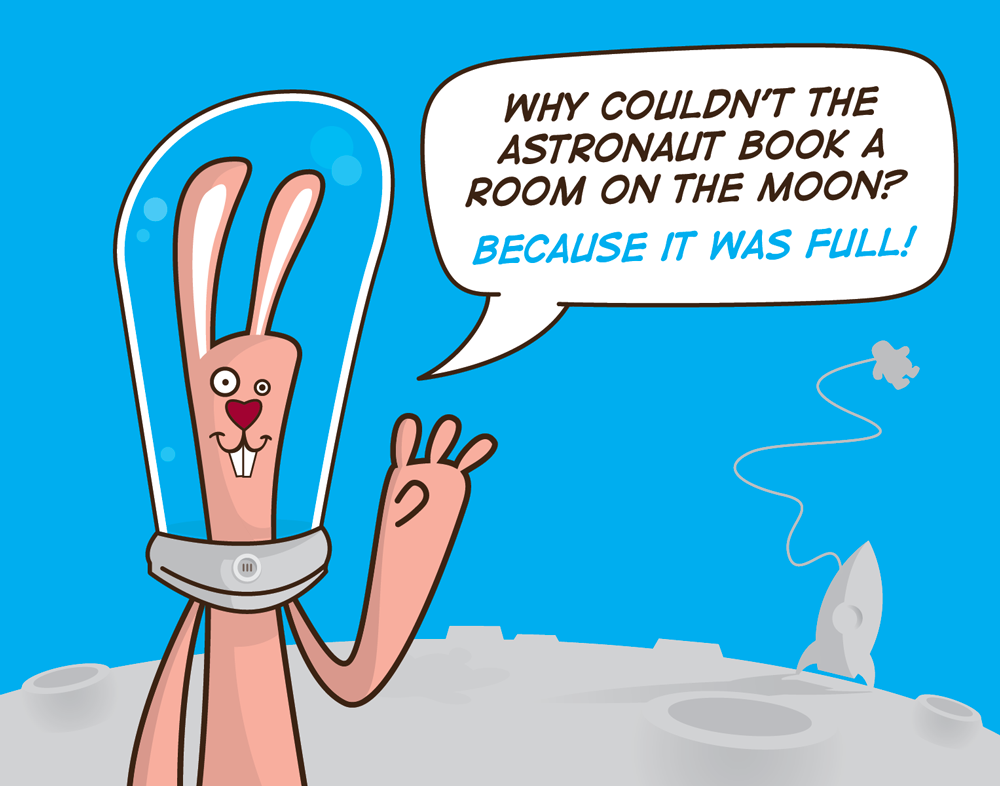 WHY COULDN'T THE
ASTRONAUT BOOK A
ROOM ON THE MOON?
BECAUSE IT WAS FULL!